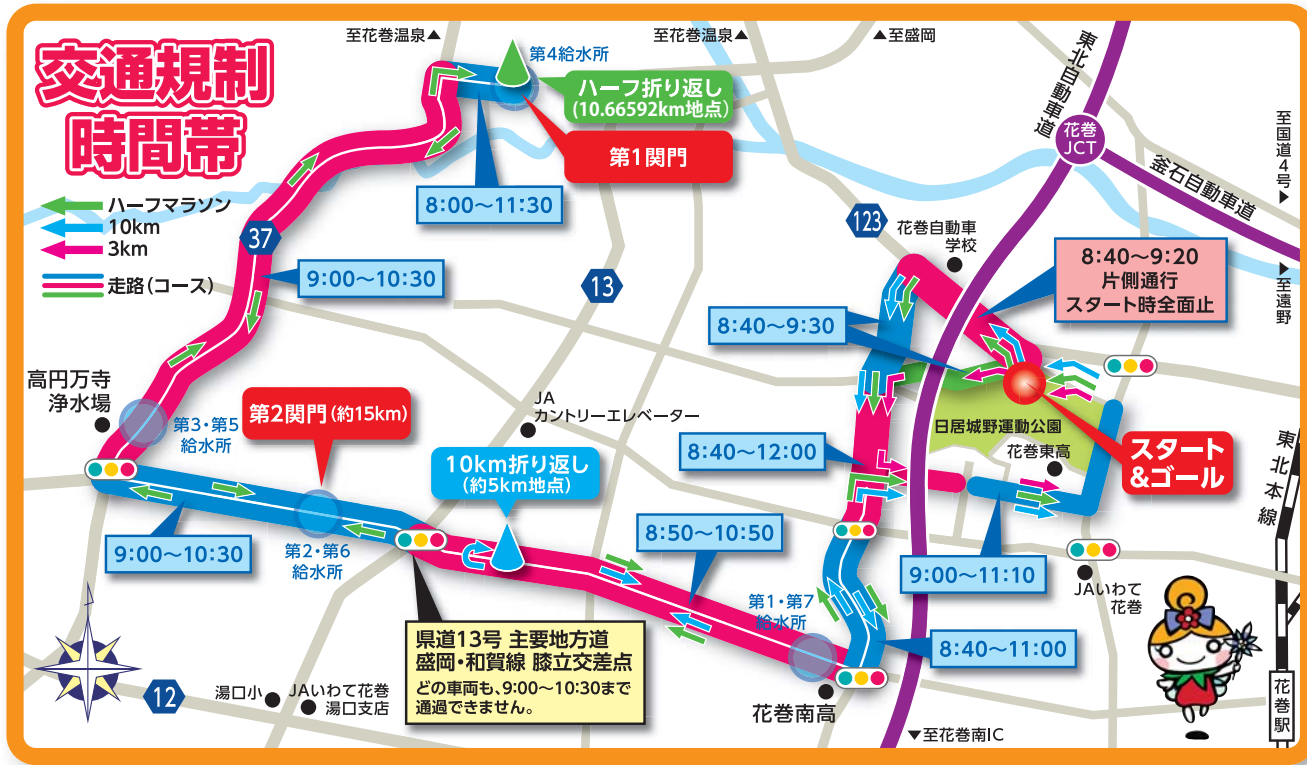 交通規制
時間帯
ハーフマラソン
10km
3km
走路(コース)
至花巻温泉▲
至花巻温泉▲
▲至盛岡
東北自動車道
花巻
JCT
釜石自動車道
至国道4号▶
▶至遠野
第4給水所
ハーフ折り返し
(10.66592km地点)
第1関門
8:00〜11:30
37
9:00〜10:30
13
123
花巻自動車
学校
8:40〜9:20
片側通行
スタート時全面止
8:40〜9:30
高円万寺
浄水場
第3・第5
給水所
第2関門(約15km)
JA
カントリーエレベーター
10km折り返し
(約5km地点)
8:40〜12:00
日居城野運動公園
花巻東高
スタート
&ゴール
東北本線
9:00〜10:30
第2・第6
給水所
8:50〜10:50
9:00〜11:10
JAいわて
花巻
第1・第7
給水所
8:40〜11:00
県道13号 主要地方道
盛岡・和賀線 膝立交差点
どの車両も、9:00〜10:30まで
通過できません。
12
湯口小
JAいわて花巻
湯口支店
花巻南高
▼至花巻南IC
花巻駅